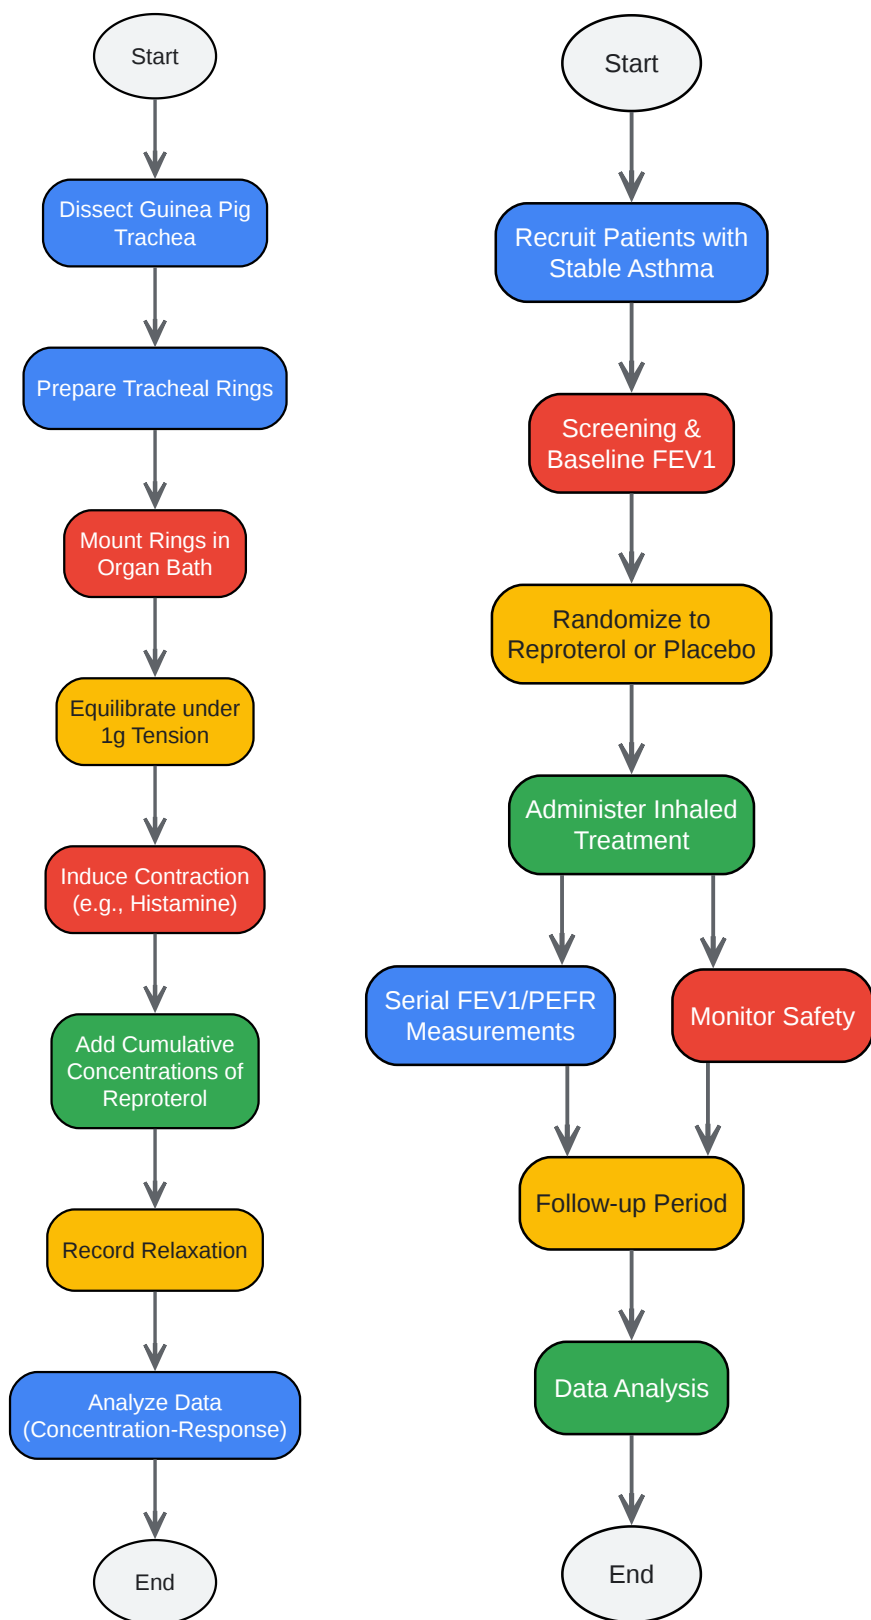 Start
Dissect Guinea Pig
Trachea
Prepare Tracheal Rings
Mount Rings in
Organ Bath
Equilibrate under
1g Tension
Induce Contraction
(e.g., Histamine)
Add Cumulative
Concentrations of
Reproterol
Record Relaxation
Analyze Data
(Concentration-Response)
End
Start
Recruit Patients with
Stable Asthma
Screening &
Baseline FEV1
Randomize to
Reproterol or Placebo
Administer Inhaled
Treatment
Serial FEV1/PEFR
Measurements
Monitor Safety
Follow-up Period
Data Analysis
End